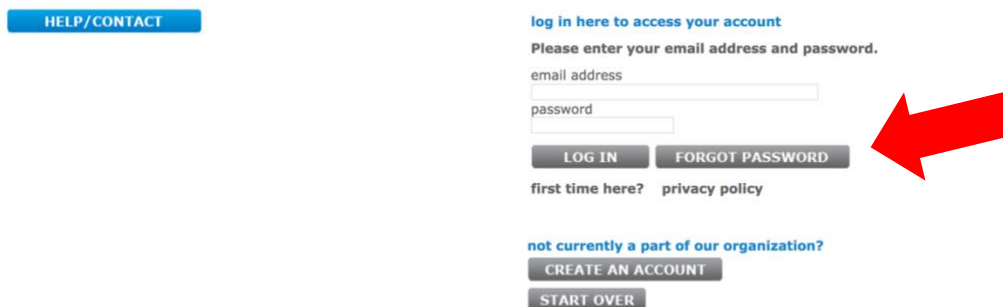 HELP/CONTACT
log in here to access your account
Please enter your email address and password.
email address
password
LOG IN FORGOT PASSWORD
first time here? privacy policy
not currently a part of our organization?
CREATE AN ACCOUNT
START OVER